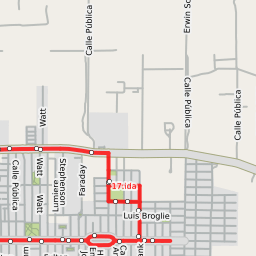 Calle Pública
Erwin Sc
Calle Pública
Calle Pública
Watt
Calle Pública
Watt
Watt
Lumiere
Stephenson
Faraday
17:ida
Luis Broglie